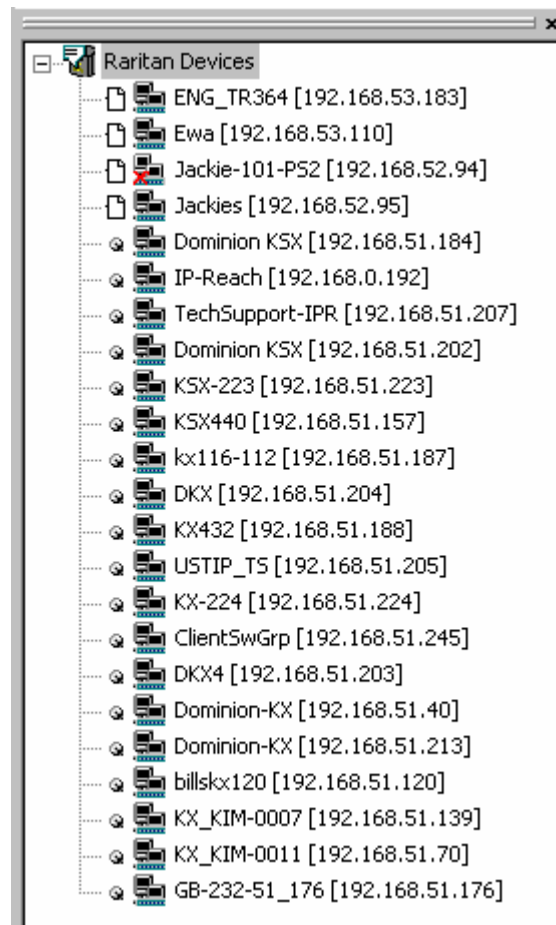 Raritan Devices
ENG_TR364 [192.168.53.183]
Ewa [192.168.53.110]
Jackie-101-PS2 [192.168.52.94]
Jackies [192.168.52.95]
Dominion KSX [192.168.51.184]
IP-Reach [192.168.0.192]
TechSupport-IPR [192.168.51.207]
Dominion KSX [192.168.51.202]
KSX-223 [192.168.51.223]
KSX440 [192.168.51.157]
kx116-112 [192.168.51.187]
DKX [192.168.51.204]
KX432 [192.168.51.188]
USTIP_TS [192.168.51.205]
KX-224 [192.168.51.224]
ClientSwGrp [192.168.51.245]
DKX4 [192.168.51.203]
Dominion-KX [192.168.51.40]
Dominion-KX [192.168.51.213]
billskx120 [192.168.51.120]
KX_KIM-0007 [192.168.51.139]
KX_KIM-0011 [192.168.51.70]
GB-232-51_176 [192.168.51.176]